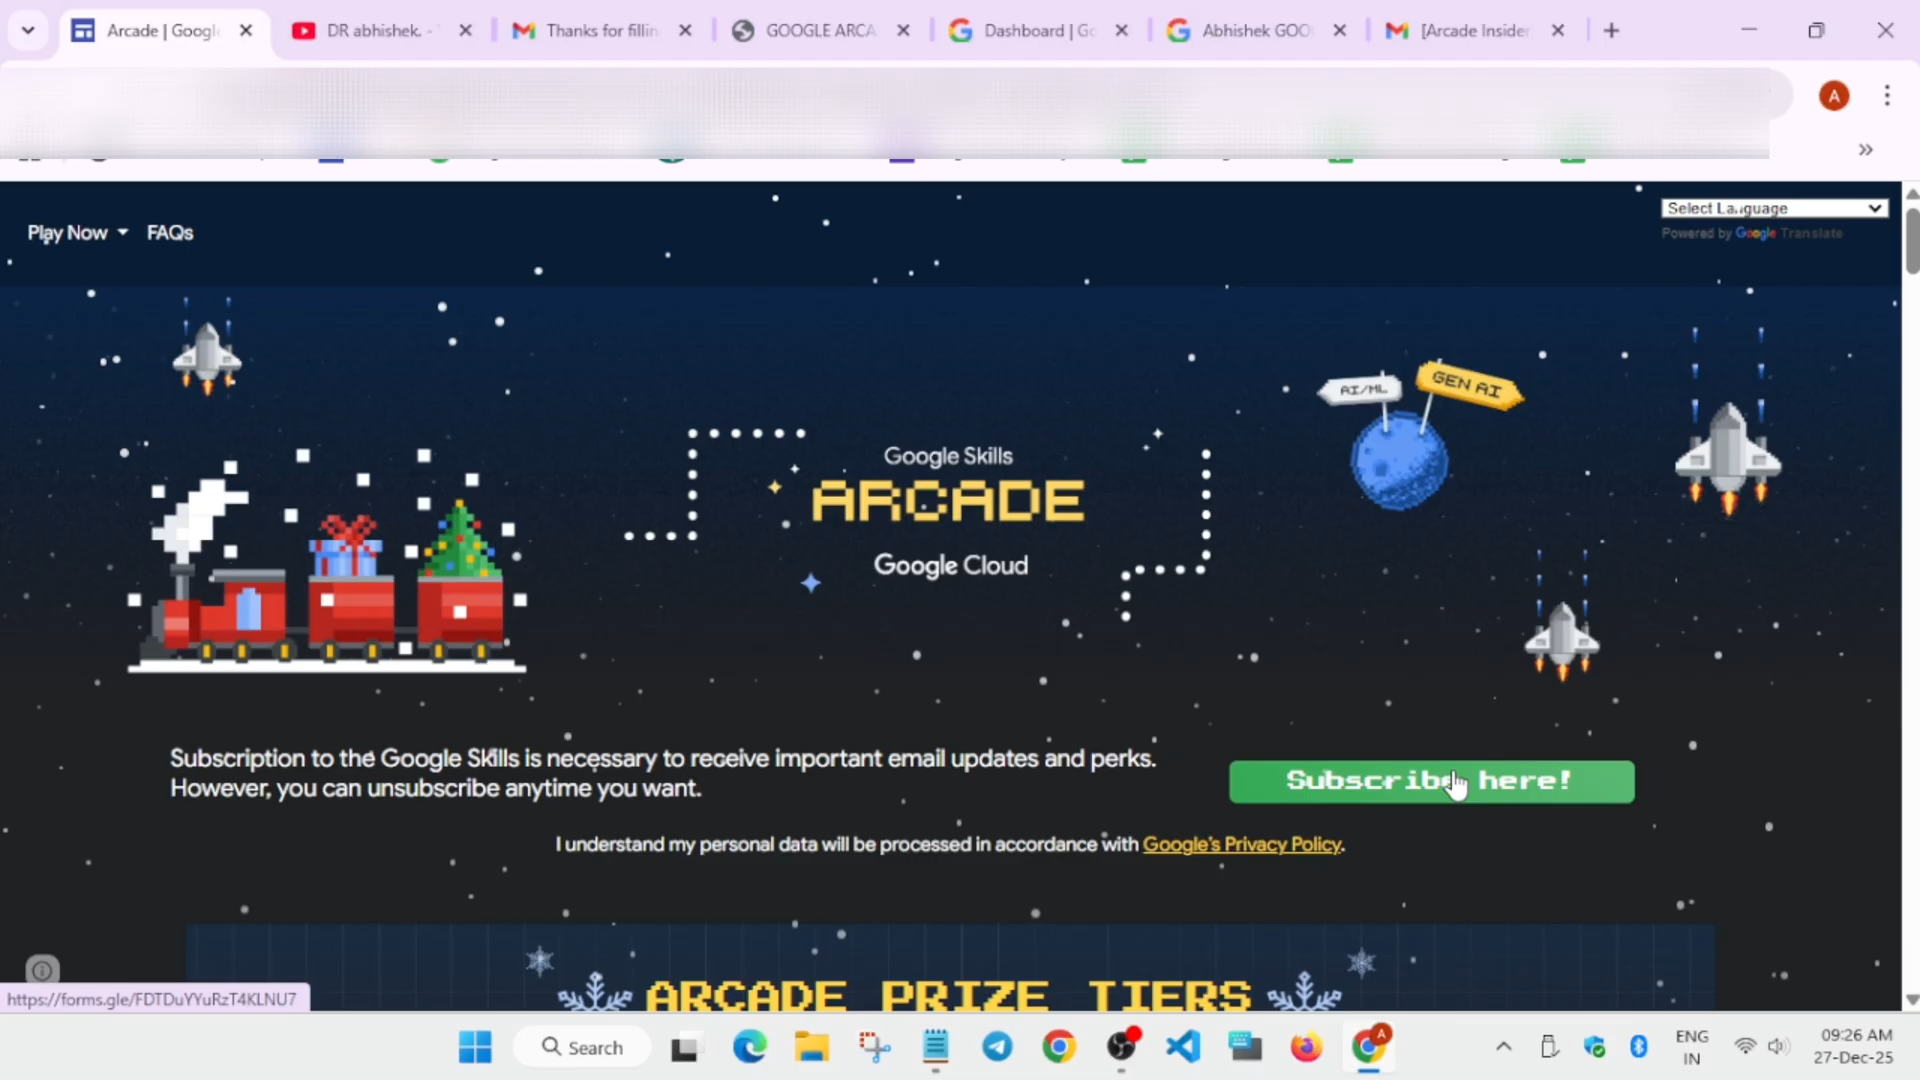 Arcade | Google
DR abhishek. -
Thanks for fillin
GOOGLE ARCA
Dashboard | Go
Abhishek GOO
[Arcade Insider
A
Play Now
FAQs
Select Language
Powered by Google Translate
AI/ML
GEN AI
Google Skills
ARCADE
Google Cloud
Subscription to the Google Skills is necessary to receive important email updates and perks.
However, you can unsubscribe anytime you want.
Subscribe here!
I understand my personal data will be processed in accordance with Google's Privacy Policy.
ARCADE PRIZE TIERS
https://forms.gle/FDTDuYYuRzT4KLNU7
Search
A
ENG
IN
09:26 AM
27-Dec-25